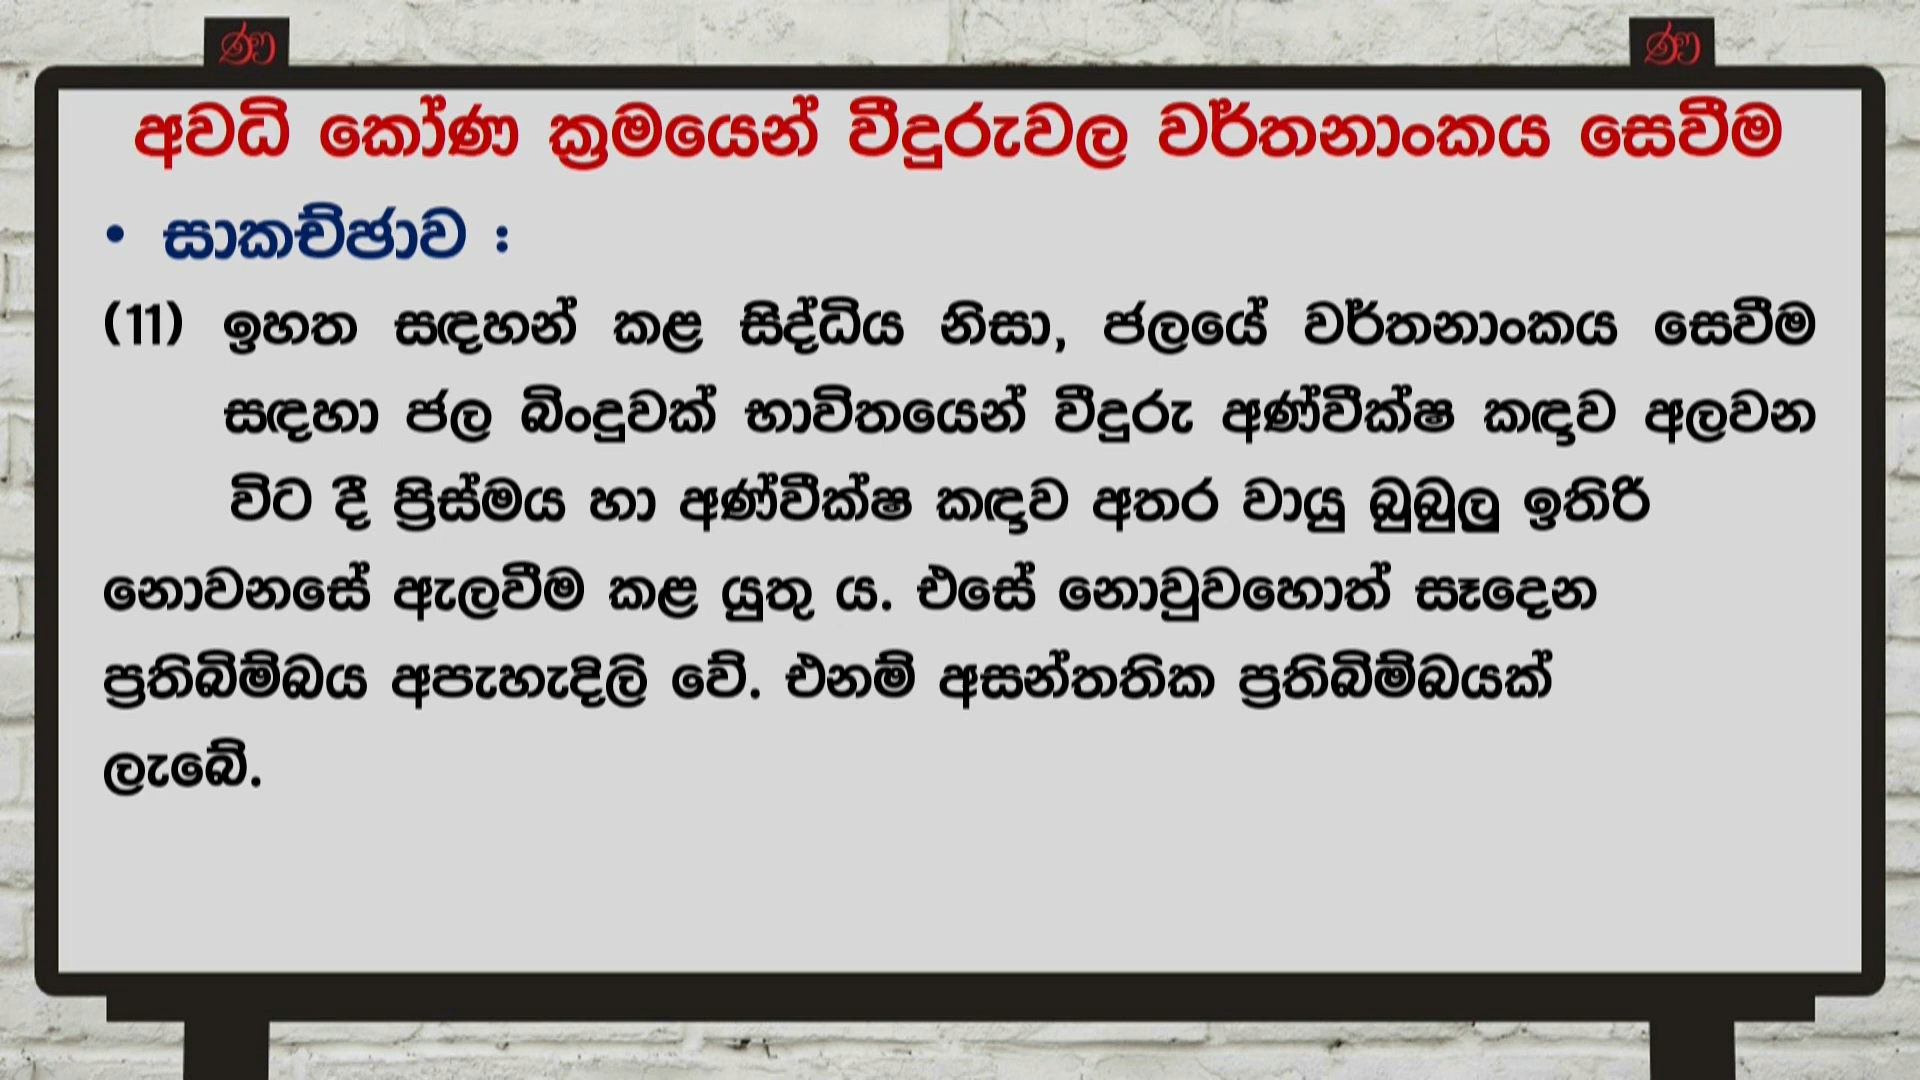 ණ ණ
අවධි කෝණ ක්‍රමයෙන් වීදුරුවල වර්තනාංකය සෙවීම
• සාකච්ඡාව :
(11) ඉහත සඳහන් කළ සිද්ධිය නිසා, ජලයේ වර්තනාංකය සෙවීම
සඳහා ජල බිංදුවක් භාවිතයෙන් වීදුරු අණ්වීක්ෂ කඳාව අලවන
විට දී ප්‍රිස්මය හා අණ්වීක්ෂ කඳාව අතර වායු බුබුලු ඉතිරි
නොවනසේ ඇලවීම කළ යුතු ය. එසේ නොවුවහොත් සෑදෙන
ප්‍රතිබිම්බය අපැහැදිලි වේ. එනම් අසන්තතික ප්‍රතිබිම්බයක්
ලැබේ.